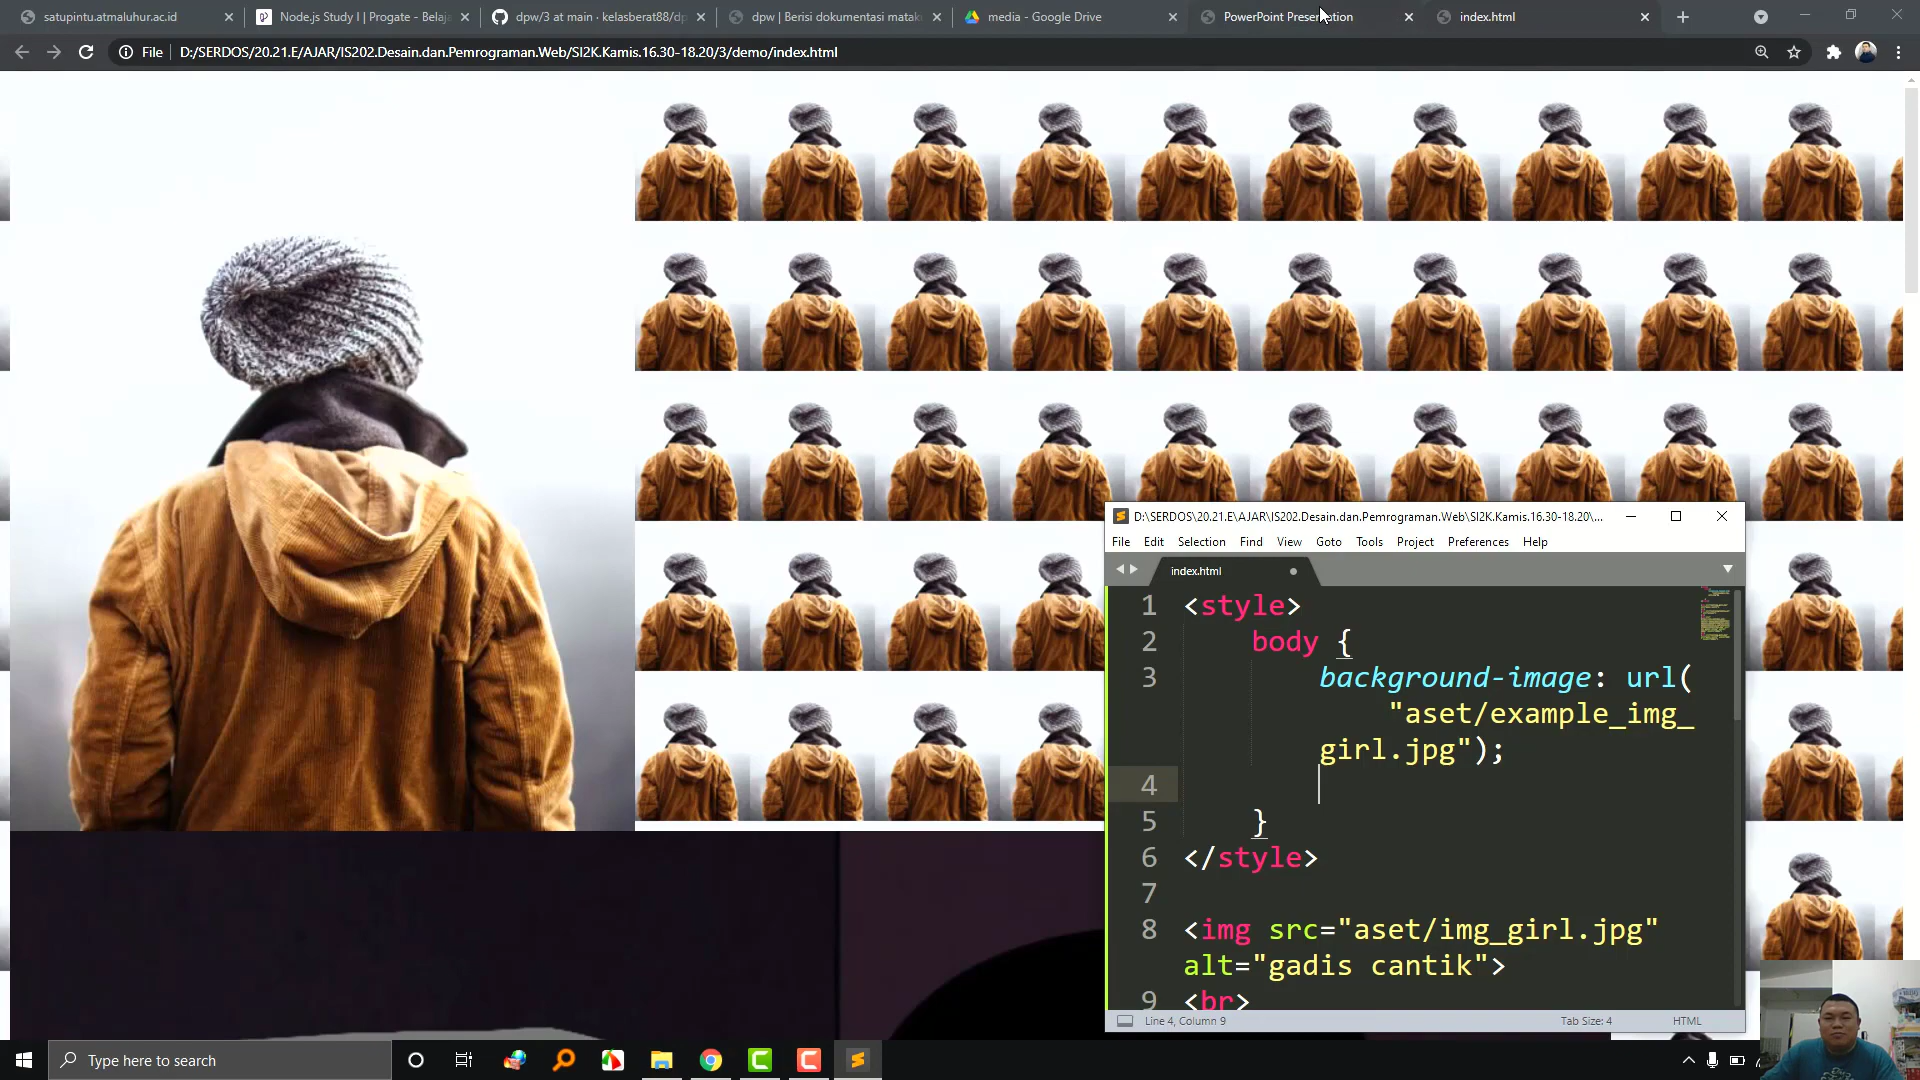 satupintu.atmaluhur.ac.id
Node.js Study I | Progate - Belaja
dpw/3 at main · kelasberat88/dp
dpw | Berisi dokumentasi mataku
media - Google Drive
PowerPoint Presentation
index.html
File
D:/SERDOS/20.21.E/AJAR/IS202.Desain.dan.Pemrograman.Web/SI2K.Kamis.16.30-18.20/3/demo/index.html
D:\SERDOS\20.21.E\AJAR\IS202.Desain.dan.Pemrograman.Web\SI2K.Kamis.16.30-18.20\...
File Edit Selection Find View Goto Tools Project Preferences Help
index.html
1 <style>
2 body {
3 background-image: url(
"aset/example_img_
girl.jpg");
4
5 }
6 </style>
7
8 <img src="aset/img_girl.jpg"
alt="gadis cantik">
9 <br>
Line 4, Column 9
Tab Size: 4
HTML
Type here to search